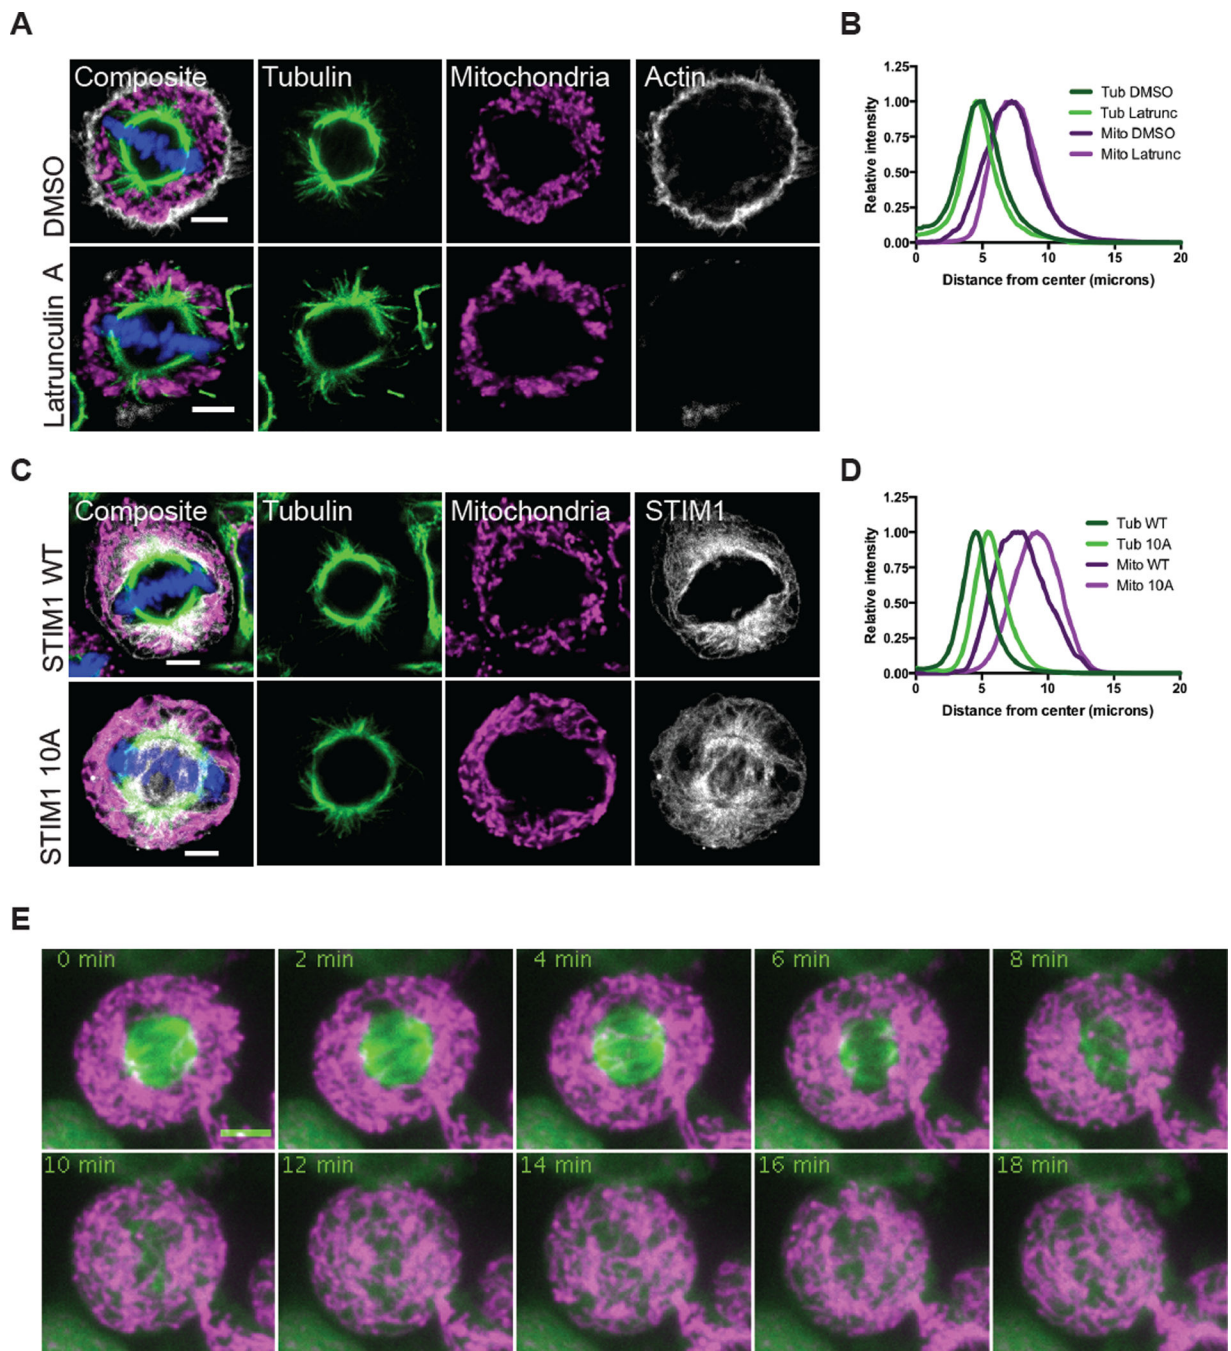 A
Composite
Tubulin
Mitochondria
Actin
DMSO
Latrunculin A
B
1.25
1.00
0.75
0.50
0.25
0.00
0
5
10
15
20
Relative intensity
Distance from center (microns)
Tub DMSO
Tub Latrunc
Mito DMSO
Mito Latrunc
C
Composite
Tubulin
Mitochondria
STIM1
STIM1 WT
STIM1 10A
D
1.25
1.00
0.75
0.50
0.25
0.00
0
5
10
15
20
Relative intensity
Distance from center (microns)
Tub WT
Tub 10A
Mito WT
Mito 10A
E
0 min
2 min
4 min
6 min
8 min
10 min
12 min
14 min
16 min
18 min